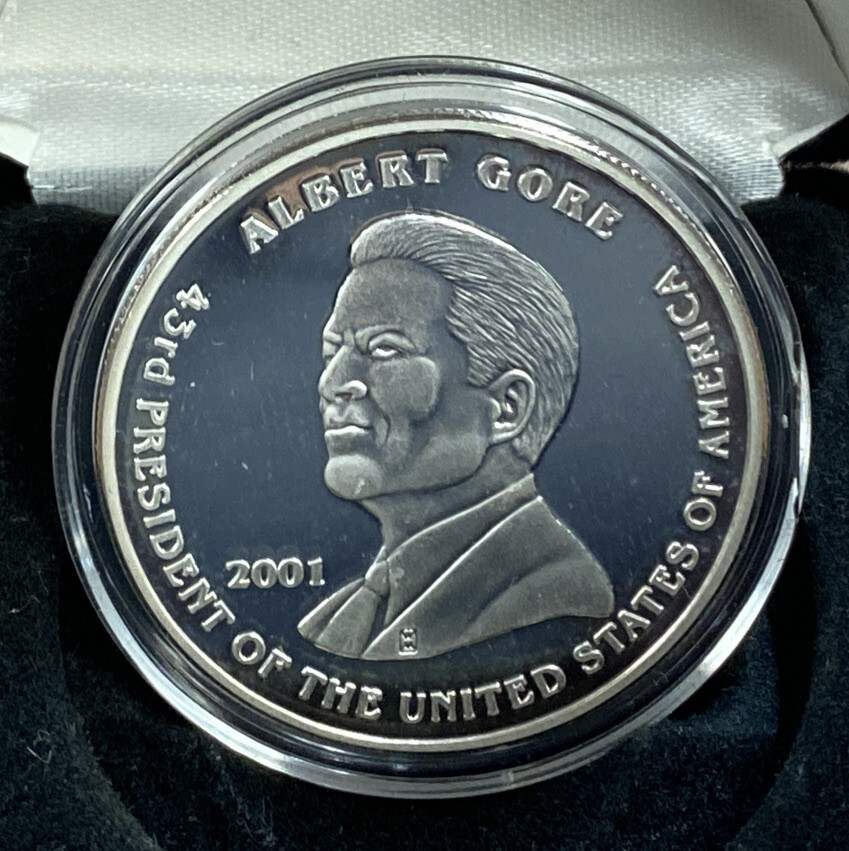 ALBERT GORE
43rd PRESIDENT OF THE UNITED STATES OF AMERICA
2001